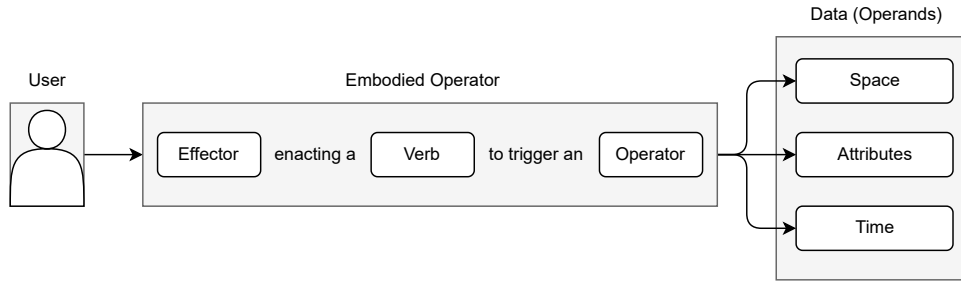 Data (Operands)
User
Embodied Operator
Space
Effector enacting a Verb to trigger an Operator
Attributes
Time